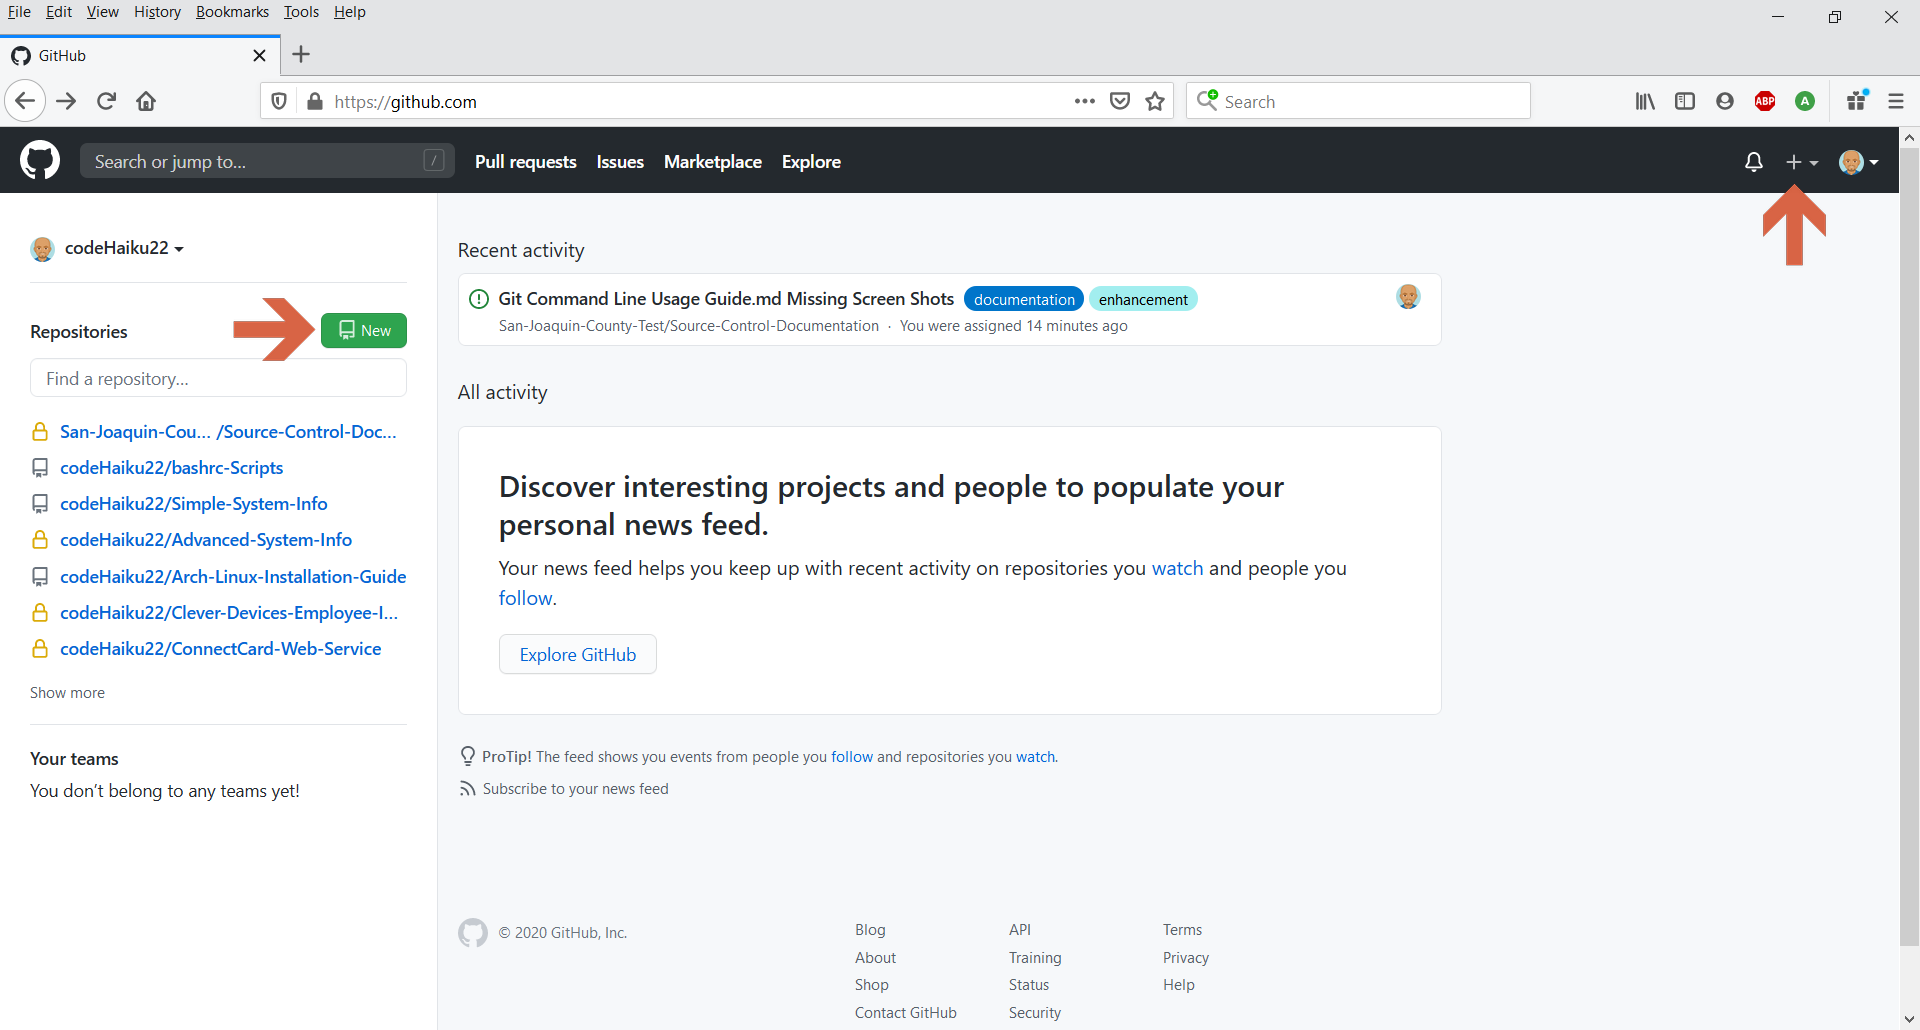 File Edit View History Bookmarks Tools Help
GitHub
https://github.com
Search
ABP
A
Search or jump to... /
Pull requests Issues Marketplace Explore
codeHaiku22
Repositories
New
Find a repository...
San-Joaquin-Cou... /Source-Control-Doc...
codeHaiku22/bashrc-Scripts
codeHaiku22/Simple-System-Info
codeHaiku22/Advanced-System-Info
codeHaiku22/Arch-Linux-Installation-Guide
codeHaiku22/Clever-Devices-Employee-I...
codeHaiku22/ConnectCard-Web-Service
Show more
Your teams
You don’t belong to any teams yet!
Recent activity
Git Command Line Usage Guide.md Missing Screen Shots documentation enhancement
San-Joaquin-County-Test/Source-Control-Documentation · You were assigned 14 minutes ago
All activity
Discover interesting projects and people to populate your
personal news feed.
Your news feed helps you keep up with recent activity on repositories you watch and people you
follow.
Explore GitHub
ProTip! The feed shows you events from people you follow and repositories you watch.
Subscribe to your news feed
© 2020 GitHub, Inc.
Blog
About
Shop
Contact GitHub
API
Training
Status
Security
Terms
Privacy
Help